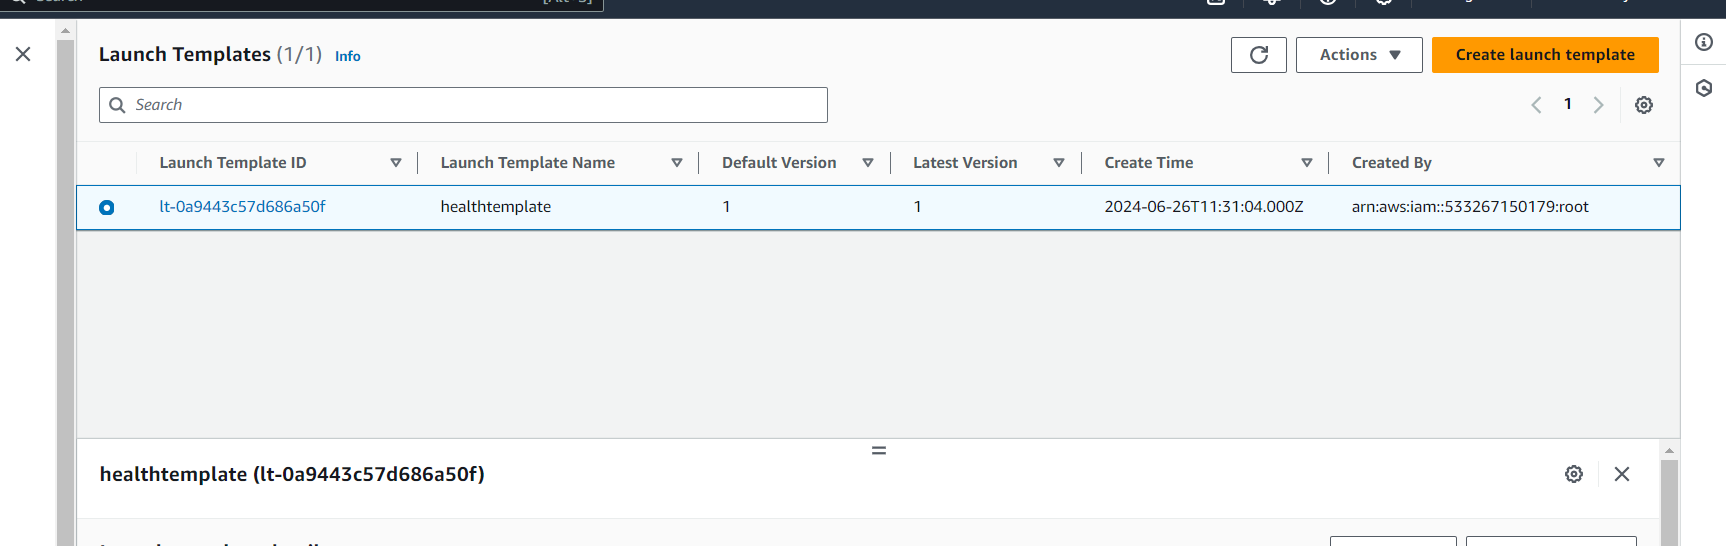 Launch Templates (1/1) Info
Actions
Create launch template
Search
1
Launch Template ID Launch Template Name Default Version Latest Version Create Time Created By
lt-0a9443c57d686a50f healthtemplate 1 1 2024-06-26T11:31:04.000Z arn:aws:iam::533267150179:root
healthtemplate (lt-0a9443c57d686a50f)